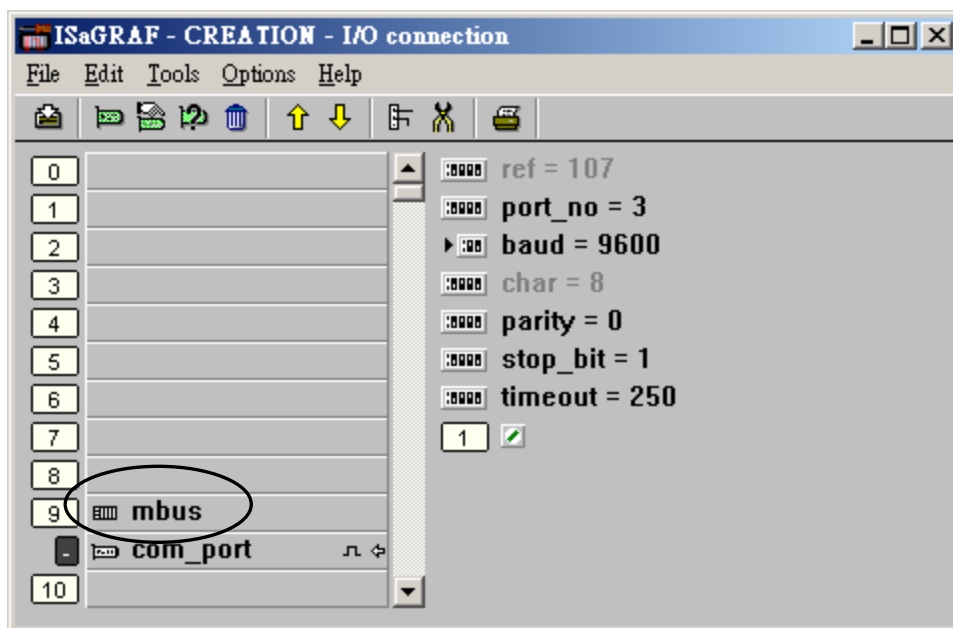 ISaGRAF - CREATION - I/O connection
File Edit Tools Options Help
0
1
2
3
4
5
6
7
8
9 mbus
- com_port
10
ref = 107
port_no = 3
baud = 9600
char = 8
parity = 0
stop_bit = 1
timeout = 250
1